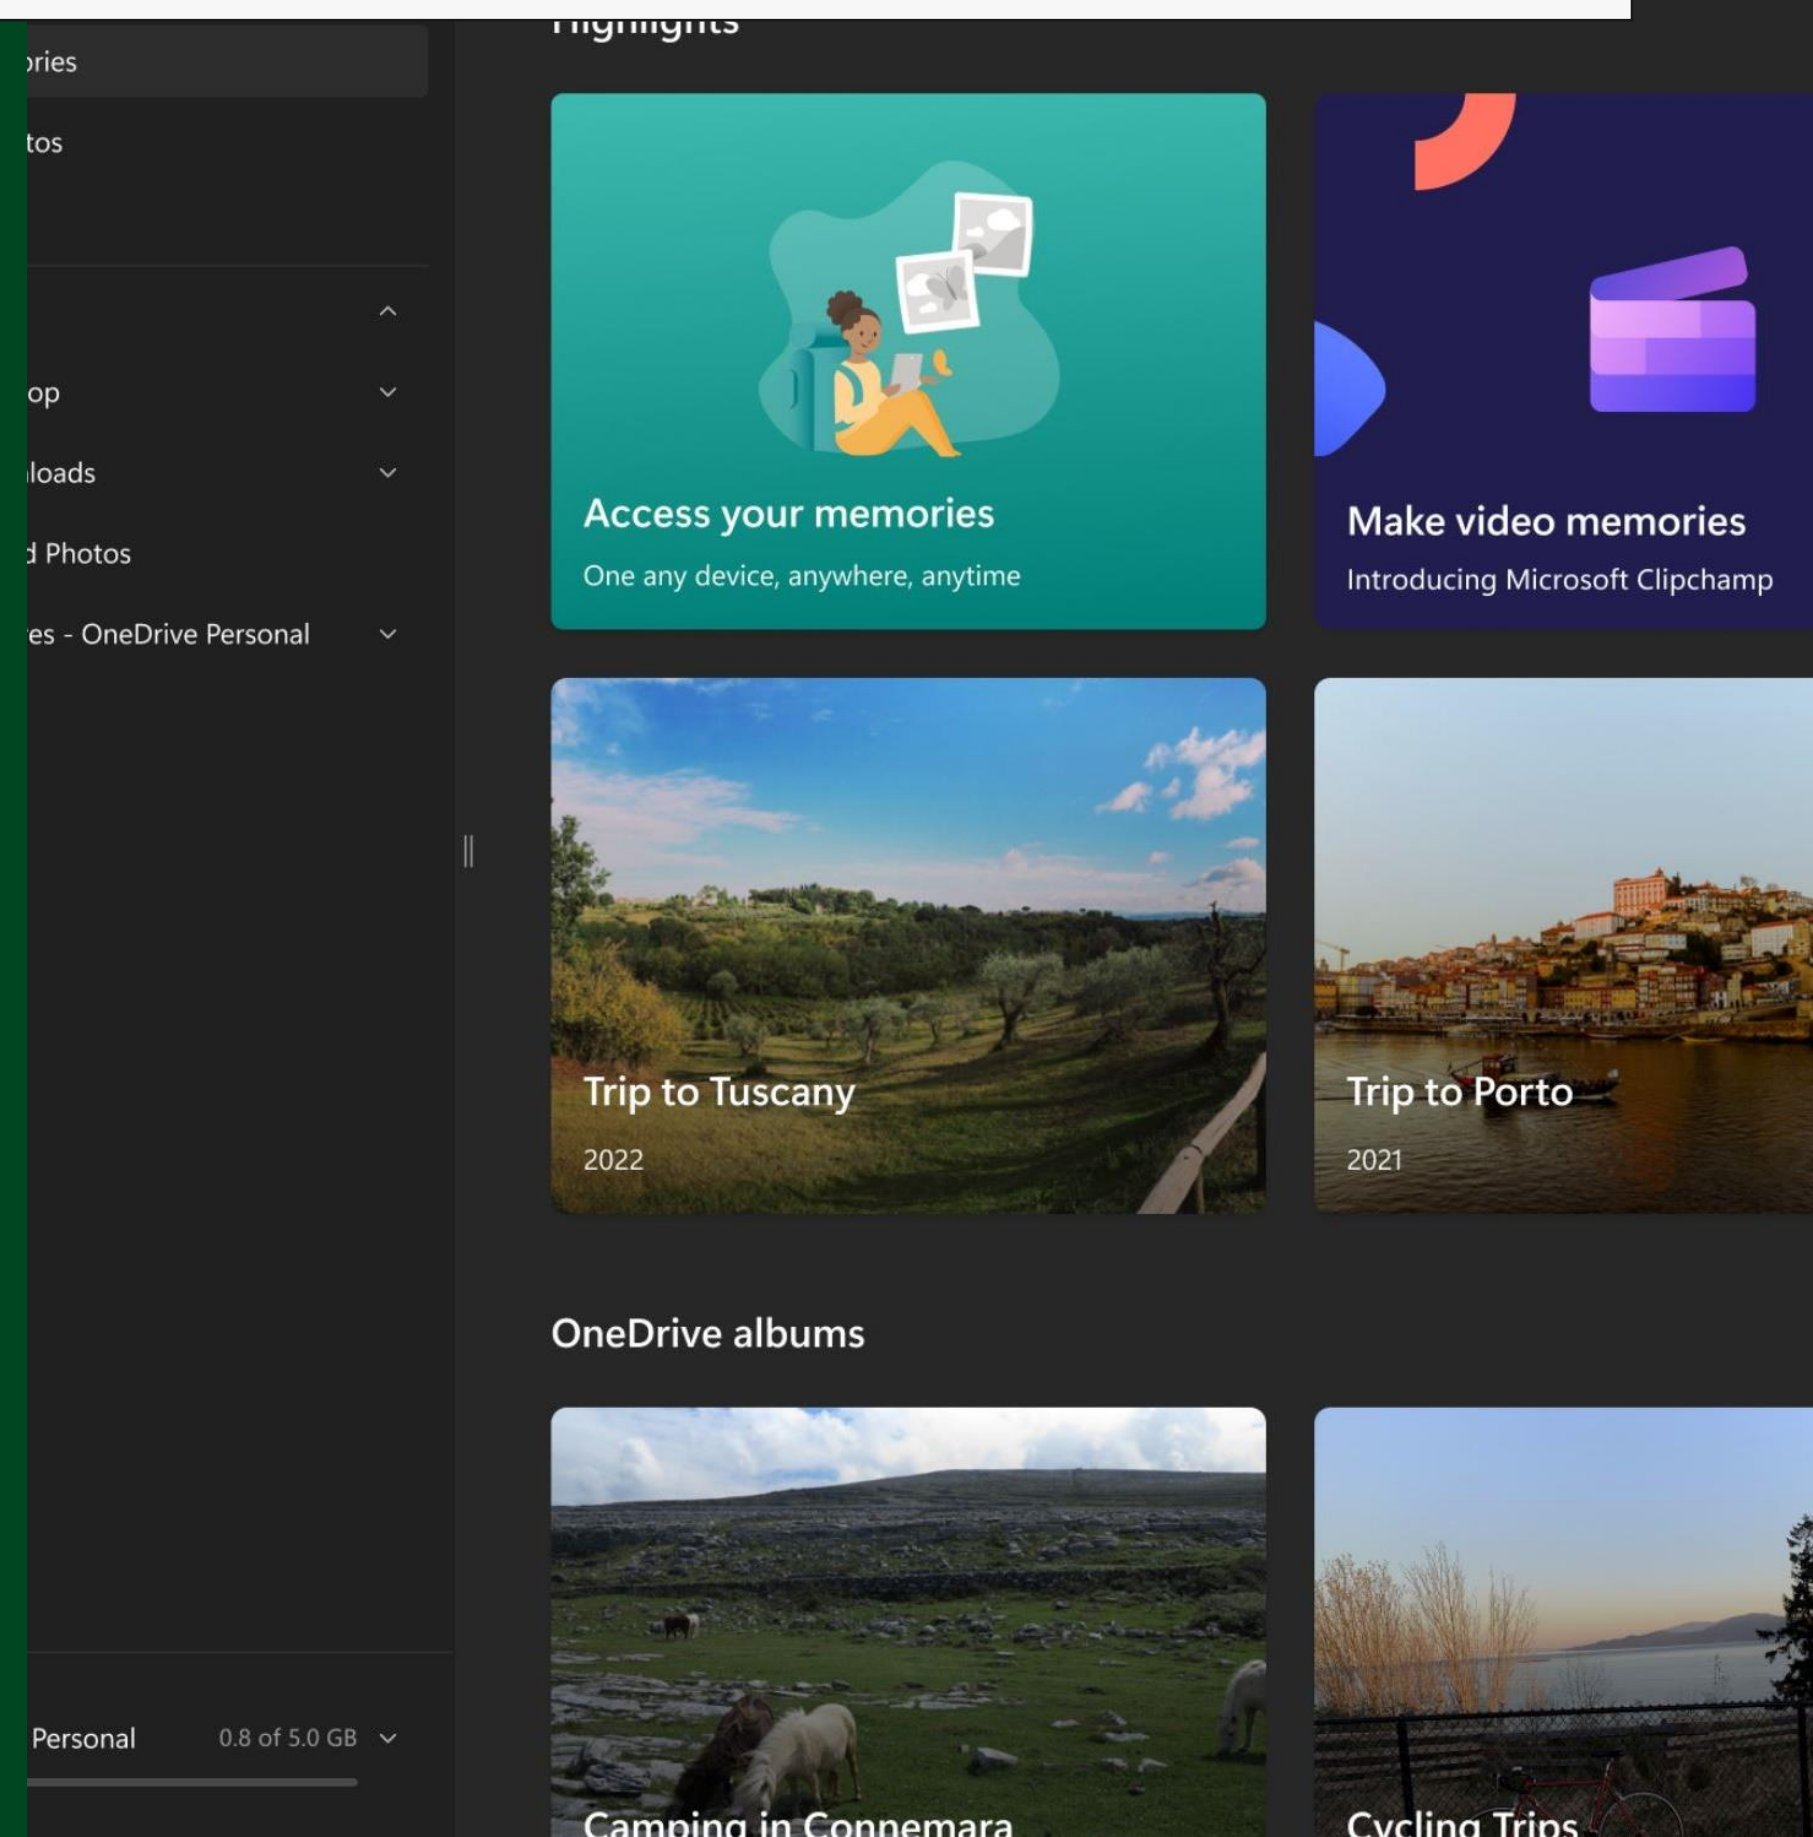 Highlights
ories
tos
op
loads
d Photos
es - OneDrive Personal
Access your memories
One any device, anywhere, anytime
Make video memories
Introducing Microsoft Clipchamp
Trip to Tuscany
2022
Trip to Porto
2021
OneDrive albums
Camping in Connemara
Cycling Trips
Personal
0.8 of 5.0 GB